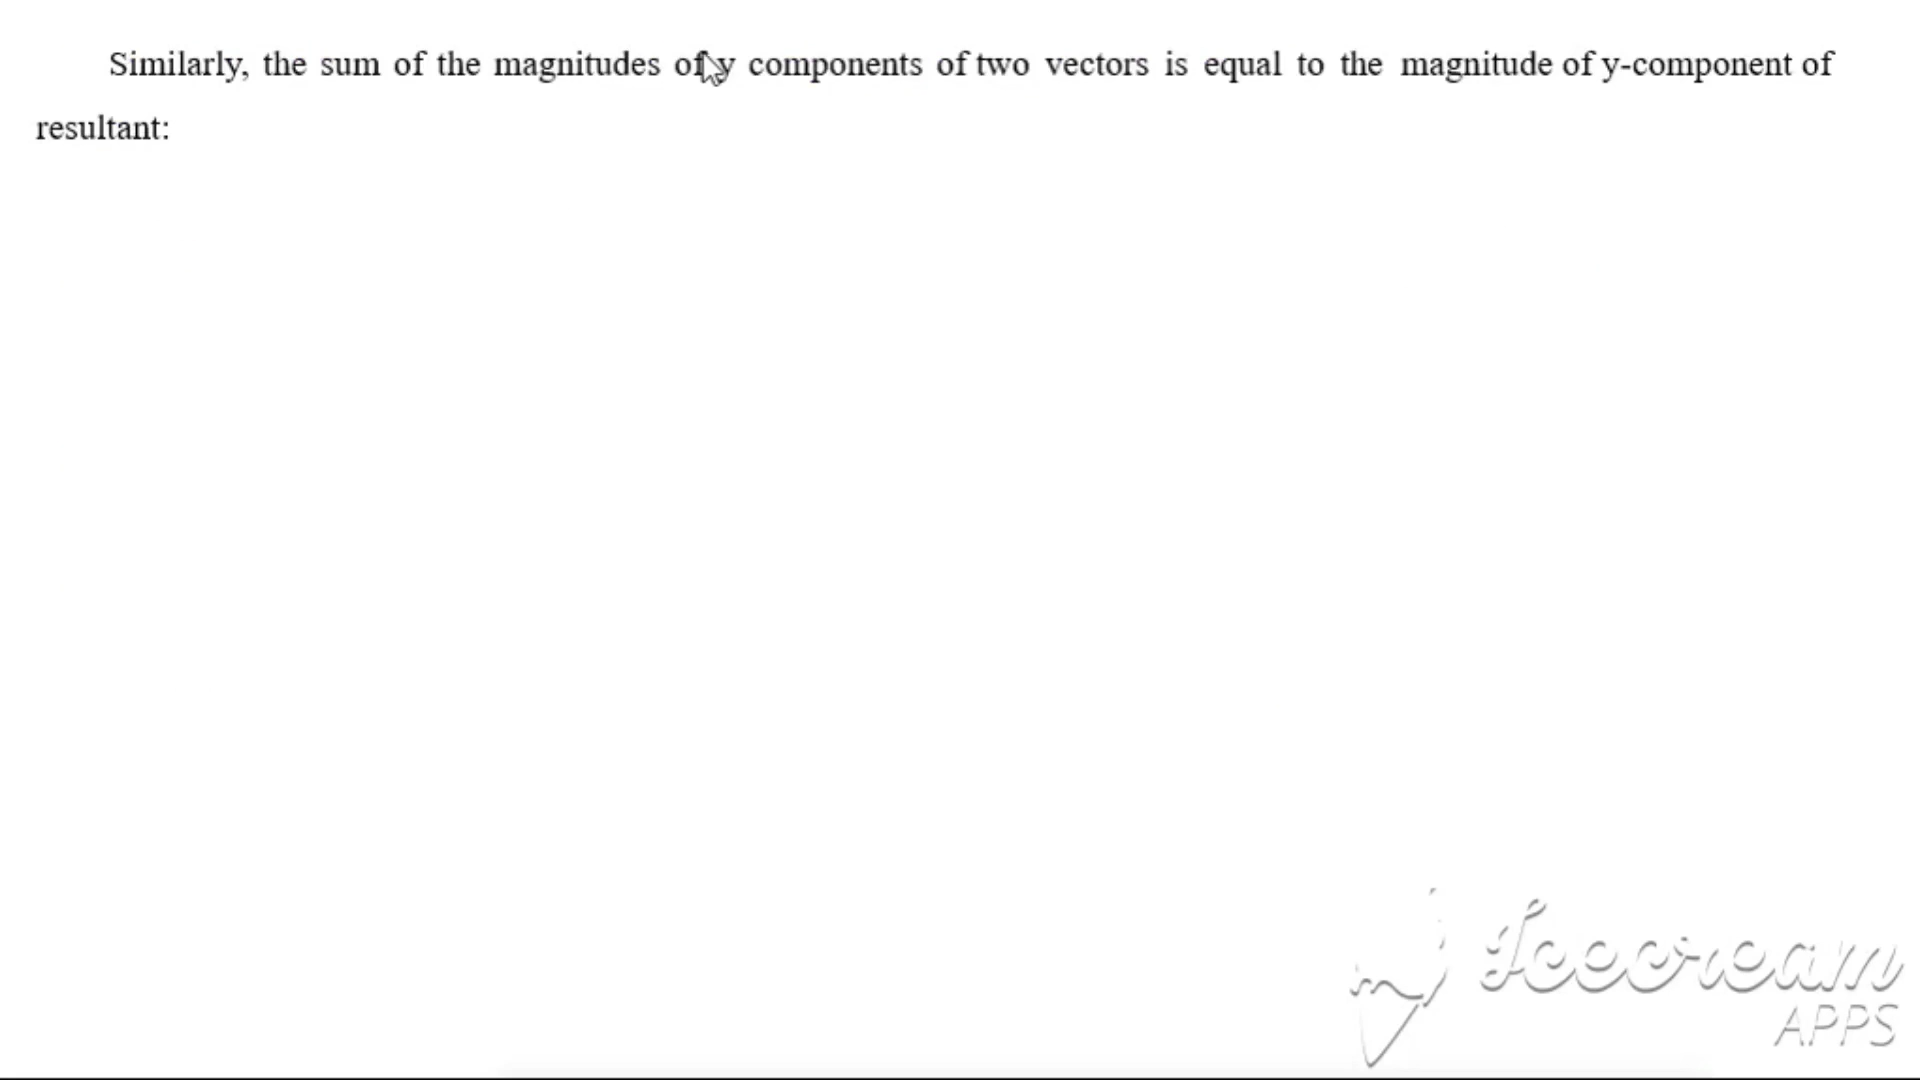 Similarly, the sum of the magnitudes of y components of two vectors is equal to the magnitude of y-component of
resultant:
Icecream
APPS